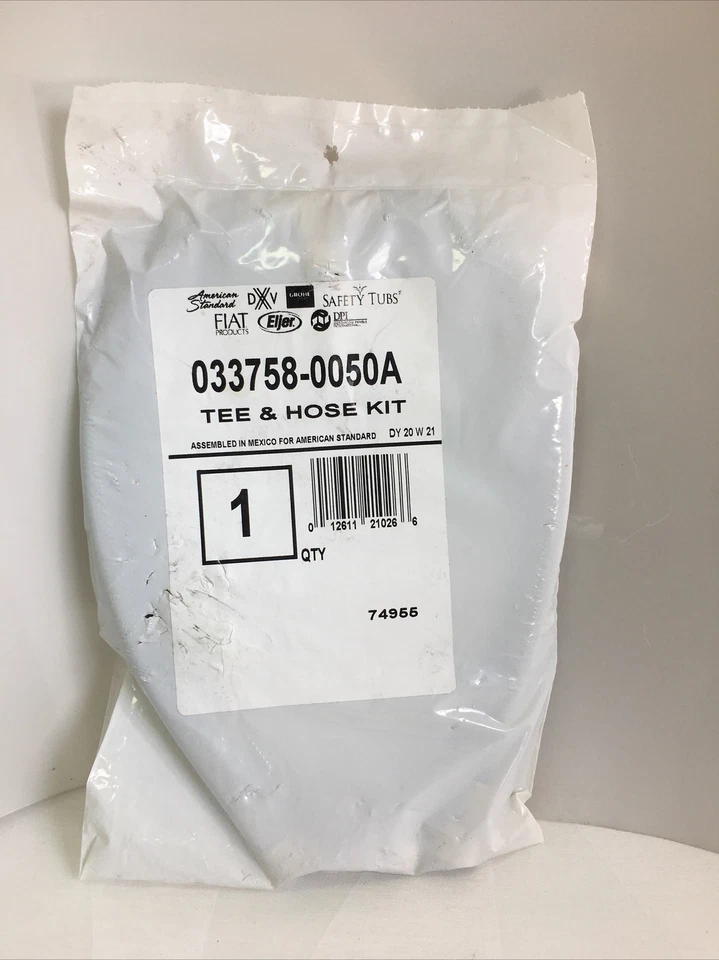 American Standard DXV GROHE SAFETY TUBS
FIAT PRODUCTS Eljer DPI
033758-0050A
TEE & HOSE KIT
ASSEMBLED IN MEXICO FOR AMERICAN STANDARD DY 20 W 21
1
QTY
0 12611 21026 6
74955